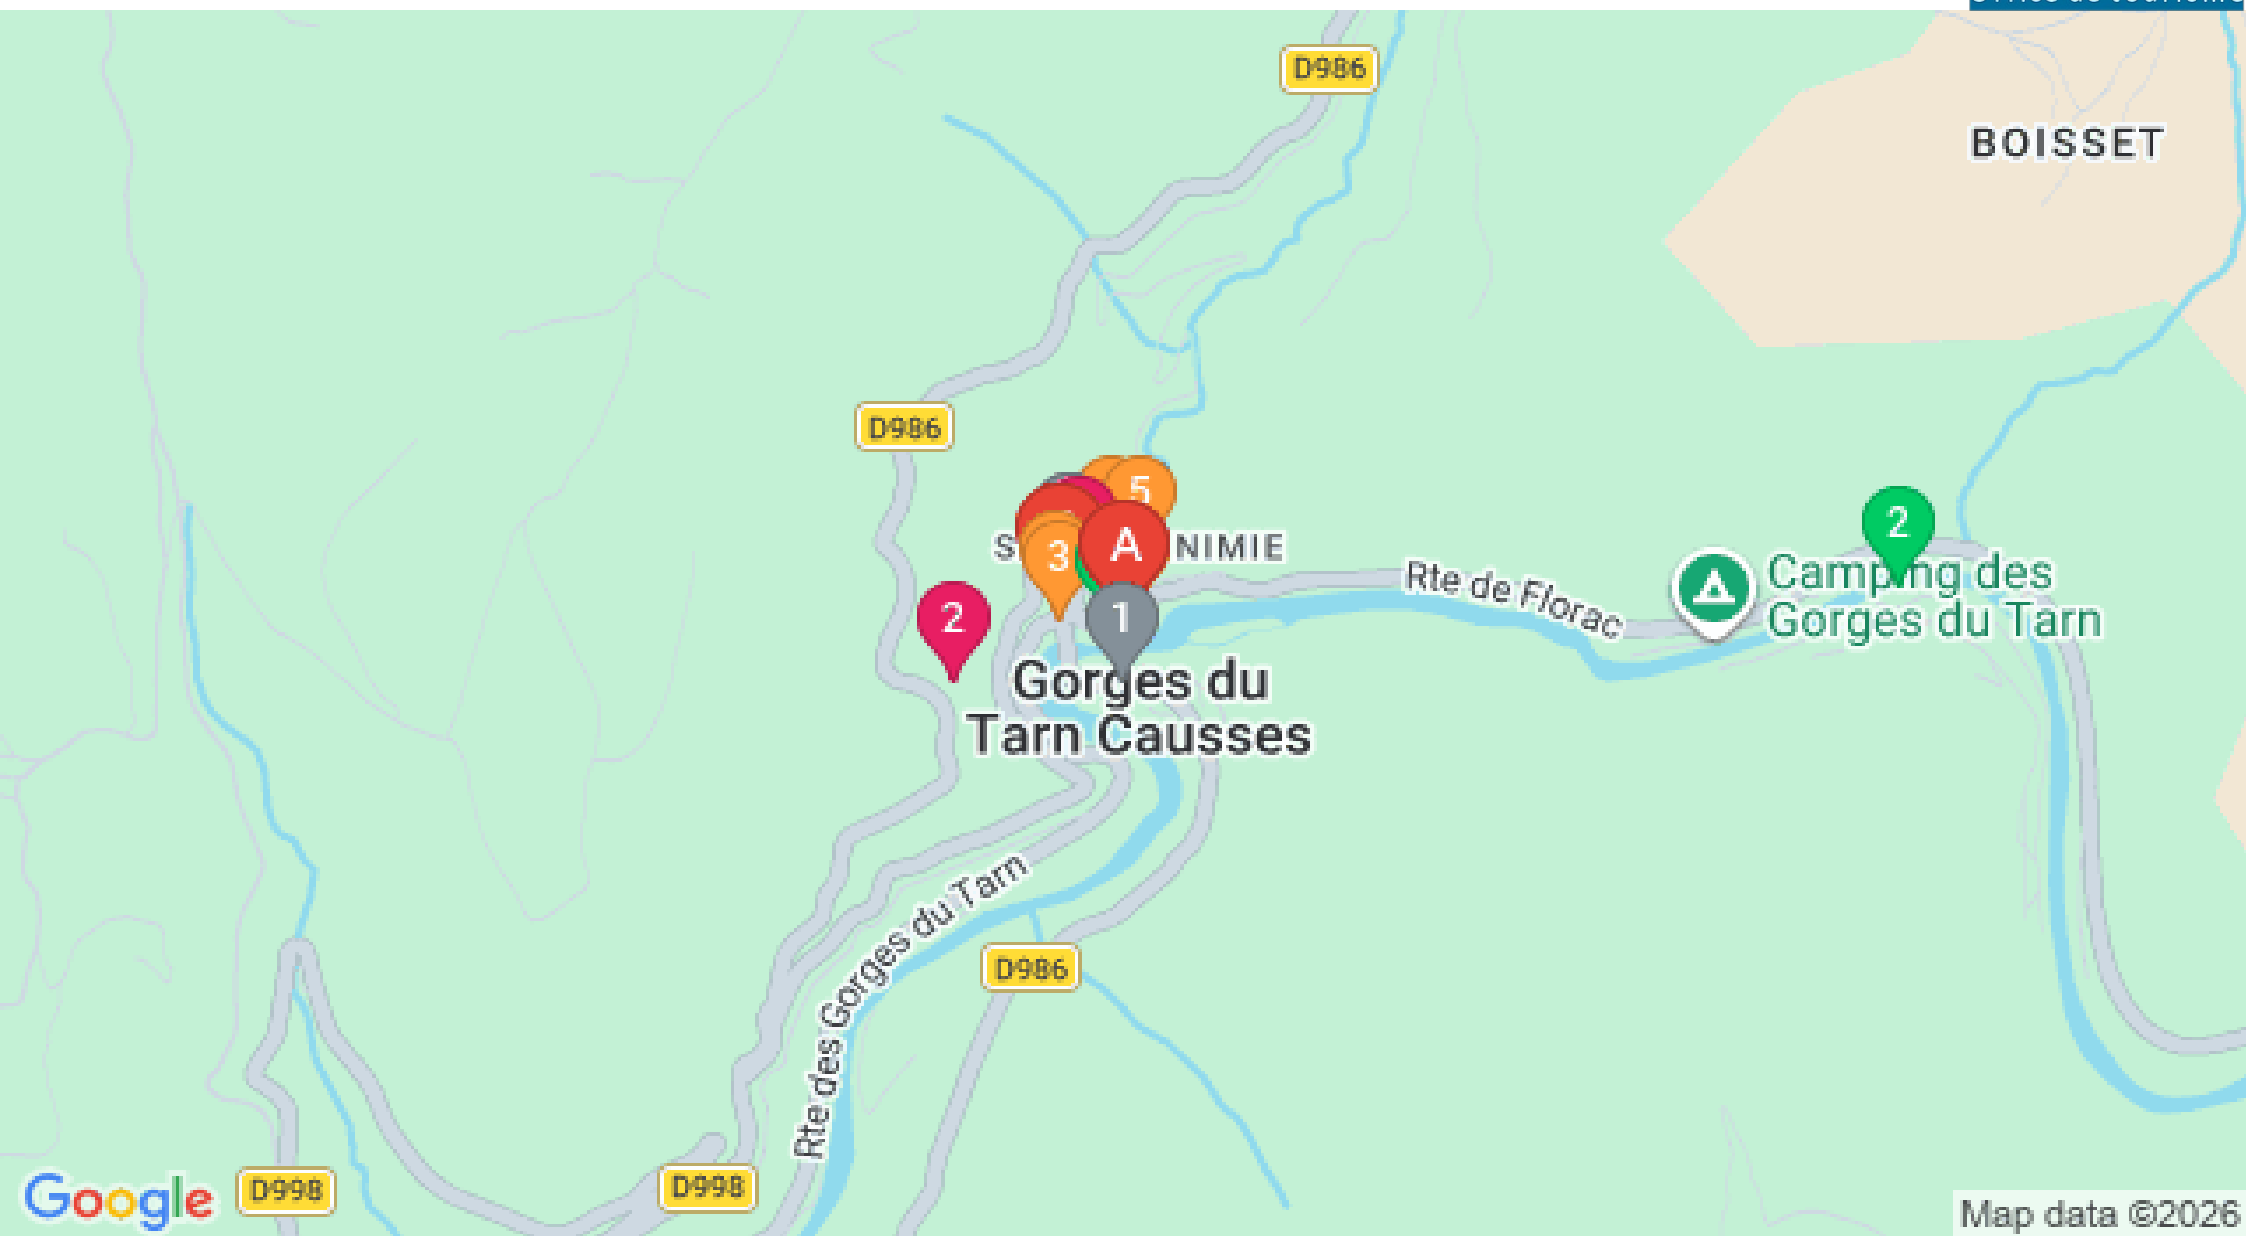 D986
BOISSET
D986
5
A
3
NIMIE
2
Camping des
Gorges du Tarn
Rte de Florac
2
1
Gorges du
Tarn Causses
Rte des Gorges du Tarn
D986
D998
D998
Google
Map data ©2026